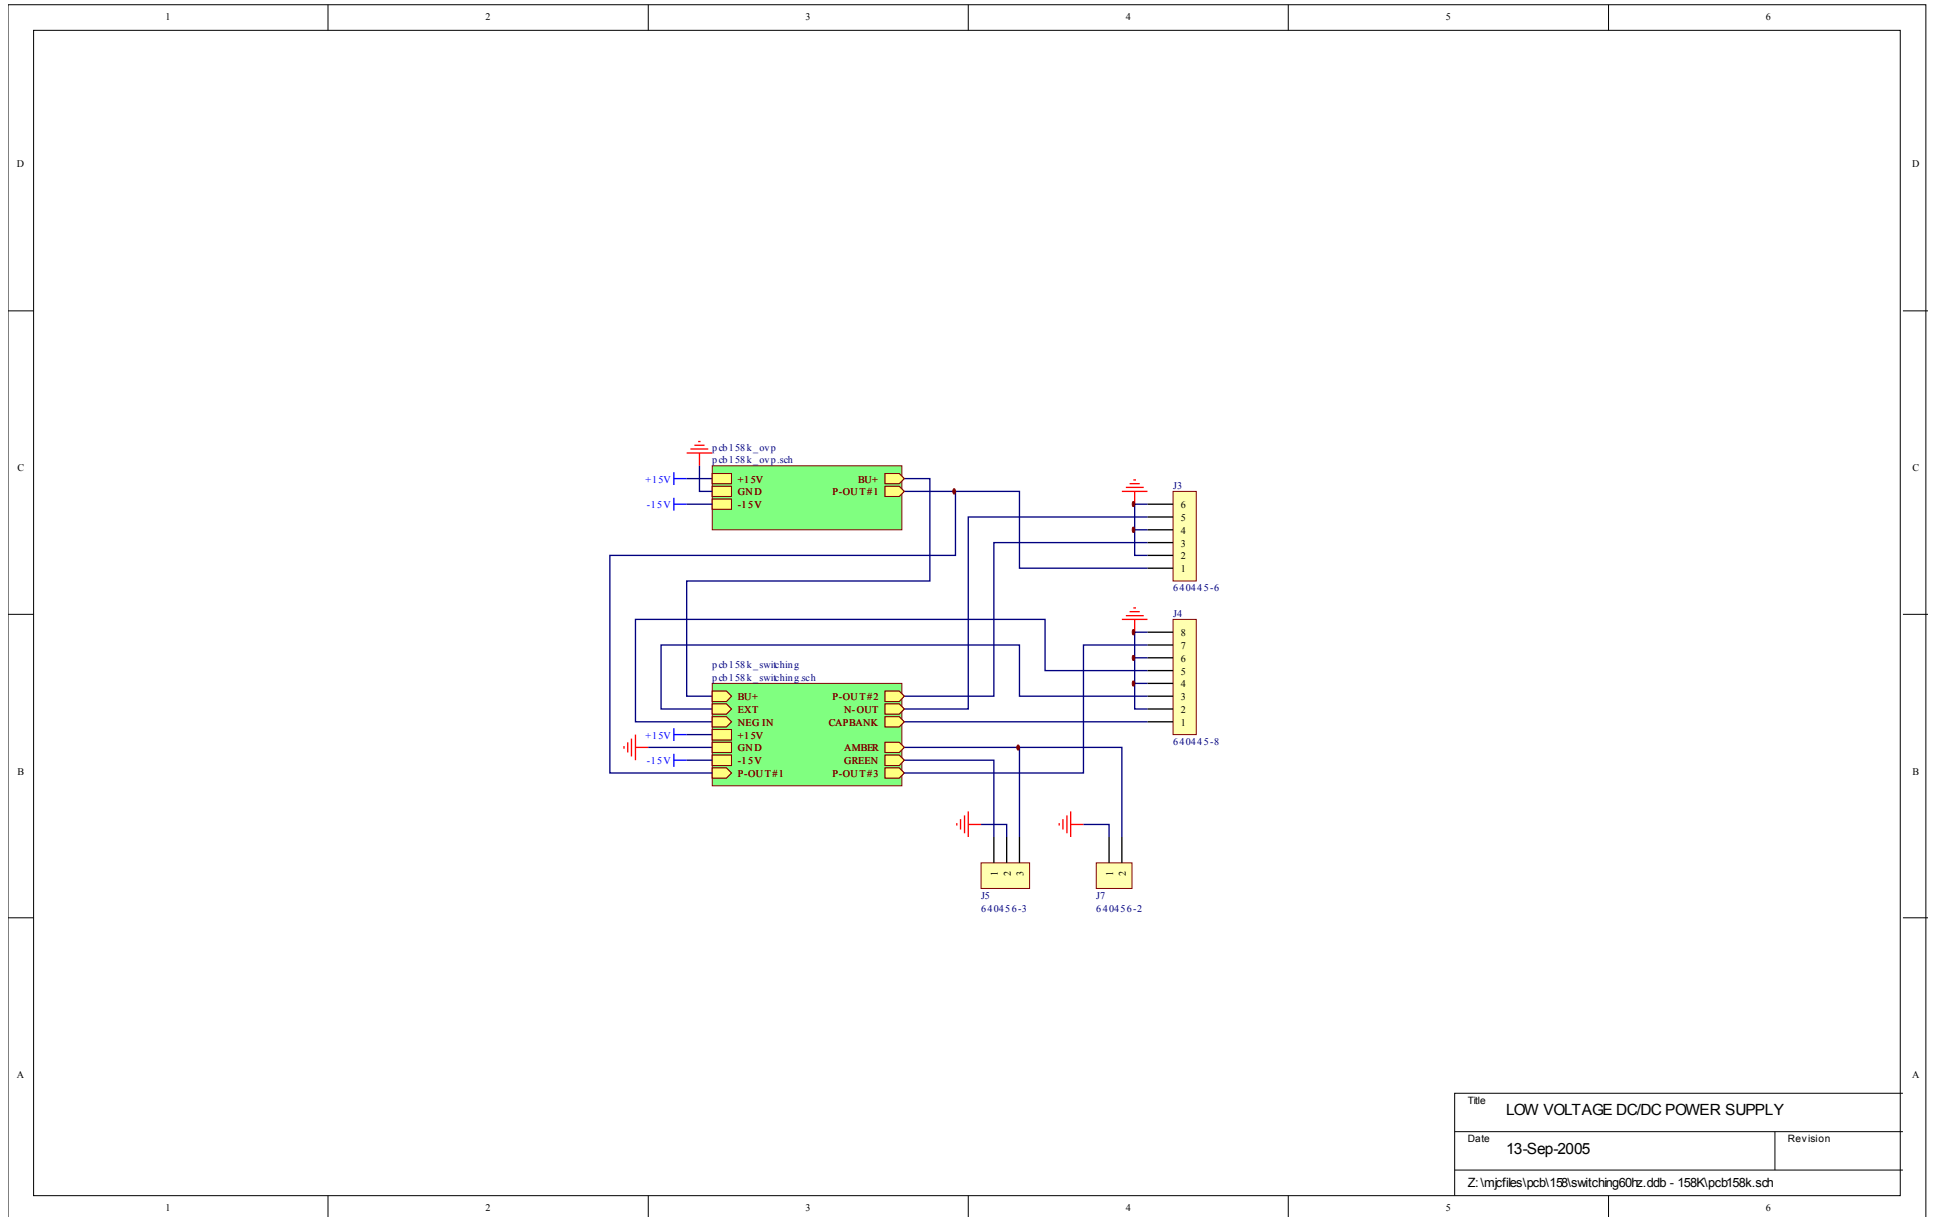 1 2 3 4 5 6
D D
C C
B B
A A
pcb158k_ovp
pcb158k_ovp.sch
+15V +15V BU+
GND P-OUT#1
-15V -15V
J3
6
5
4
3
2
1
640445-6
J4
8
7
6
5
4
3
2
1
640445-8
pcb158k_switching
pcb158k_switching.sch
BU+ P-OUT#2
EXT N-OUT
NEG IN CAPBANK
+15V +15V
GND AMBER
-15V -15V GREEN
P-OUT#1 P-OUT#3
1 2 3
J5
640456-3
1 2
J7
640456-2
Title LOW VOLTAGE DC/DC POWER SUPPLY
Date 13-Sep-2005 Revision
Z:\mjcfiles\pcb\158\switching60hz.ddb - 158K\pcb158k.sch
1 2 3 4 5 6